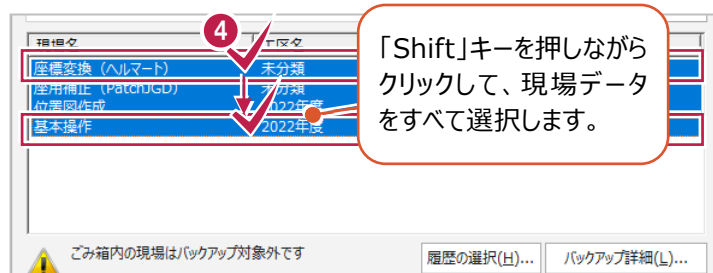 現場名
工区名
4
座標変換（ヘルマート）
未分類
座用補正（PatchJGD）
未分類
位置図作成
2022年度
基本操作
2022年度
「Shift」キーを押しながら
クリックして、現場データ
をすべて選択します。
ごみ箱内の現場はバックアップ対象外です
履歴の選択(H)...
バックアップ詳細(L)...